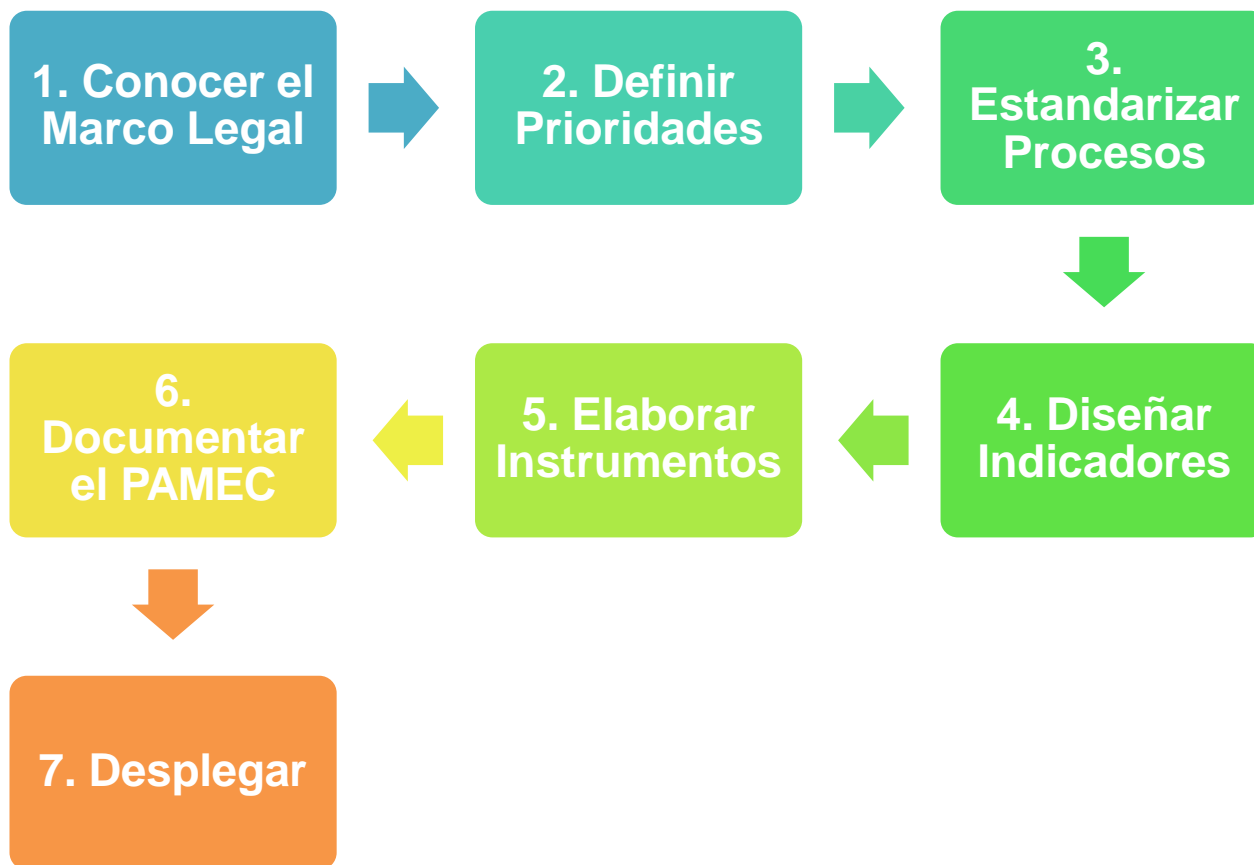 1. Conocer el
Marco Legal
2. Definir
Prioridades
3.
Estandarizar
Procesos
4. Diseñar
Indicadores
5. Elaborar
Instrumentos
6.
Documentar
el PAMEC
7. Desplegar